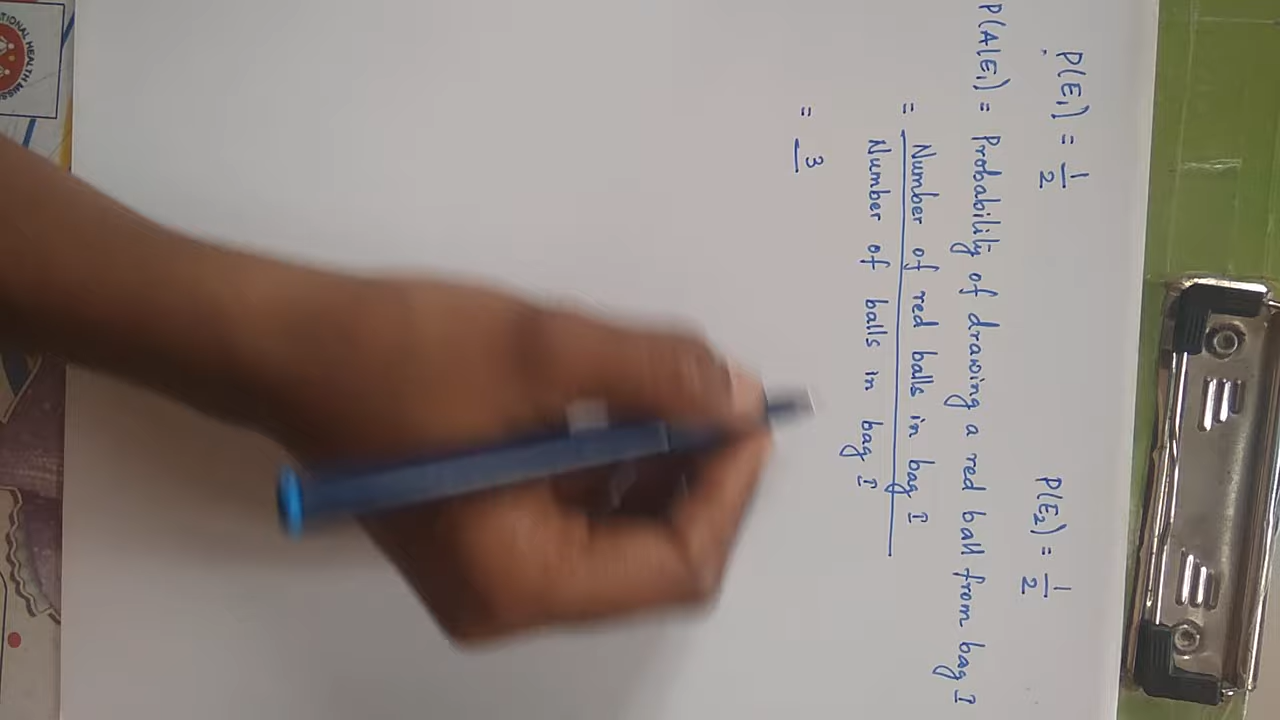 P(E₁) = 1/2 P(E₂) = 1/2
P(A|E₁) = Probability of drawing a red ball from bag I
= Number of red balls in bag I
Number of balls in bag I
= 3